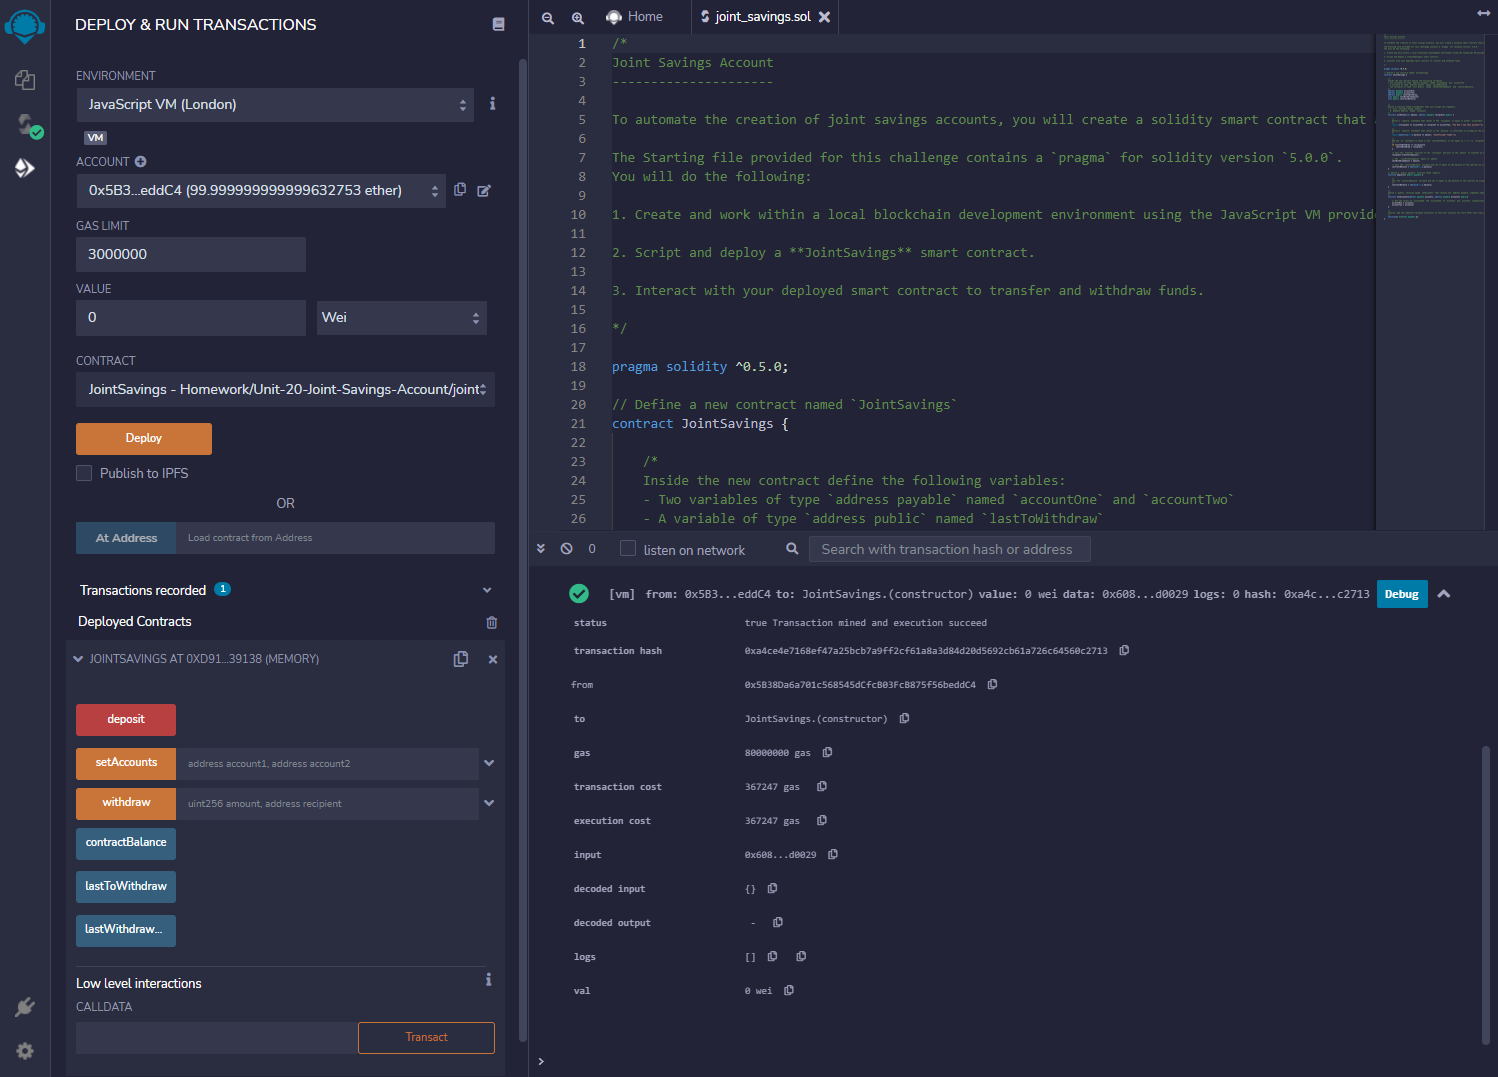 DEPLOY & RUN TRANSACTIONS
ENVIRONMENT
JavaScript VM (London)
VM
ACCOUNT
0x5B3...eddC4 (99.999999999999632753 ether)
GAS LIMIT
3000000
VALUE
0
Wei
CONTRACT
JointSavings - Homework/Unit-20-Joint-Savings-Account/joint
Deploy
Publish to IPFS
OR
At Address
Load contract from Address
Transactions recorded 1
Deployed Contracts
JOINTSAVINGS AT 0XD91...39138 (MEMORY)
deposit
setAccounts
address account1, address account2
withdraw
uint256 amount, address recipient
contractBalance
lastToWithdraw
lastWithdraw...
Low level interactions
CALLDATA
Transact
Home
joint_savings.sol
1 /*
2 Joint Savings Account
3 ---------------------
4
5 To automate the creation of joint savings accounts, you will create a solidity smart contract that a
6
7 The Starting file provided for this challenge contains a `pragma` for solidity version `5.0.0`.
8 You will do the following:
9
10 1. Create and work within a local blockchain development environment using the JavaScript VM provide
11
12 2. Script and deploy a **JointSavings** smart contract.
13
14 3. Interact with your deployed smart contract to transfer and withdraw funds.
15
16 */
17
18 pragma solidity ^0.5.0;
19
20 // Define a new contract named `JointSavings`
21 contract JointSavings {
22
23 /*
24 Inside the new contract define the following variables:
25 - Two variables of type `address payable` named `accountOne` and `accountTwo`
26 - A variable of type `address public` named `lastToWithdraw`
0
listen on network
Search with transaction hash or address
[vm] from: 0x5B3...eddC4 to: JointSavings.(constructor) value: 0 wei data: 0x608...d0029 logs: 0 hash: 0xa4c...c2713
Debug
status true Transaction mined and execution succeed
transaction hash 0xa4ce4e7168ef47a25bcb7a9ff2cf61a8a3d84d20d5692cb61a726c64560c2713
from 0x5B38Da6a701c568545dCfcB03FcB875f56beddC4
to JointSavings.(constructor)
gas 80000000 gas
transaction cost 367247 gas
execution cost 367247 gas
input 0x608...d0029
decoded input {}
decoded output -
logs []
val 0 wei
>